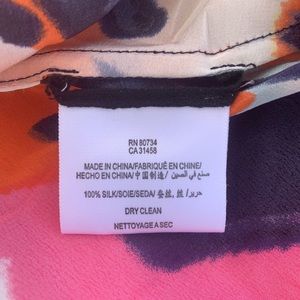 RN 80734
CA 31458
MADE IN CHINA/FABRIQUÉ EN CHINE/
HECHO EN CHINA/中国制造/ صنع في الصين
100% SILK/SOIE/SEDA/ 蚕丝, 丝 / حرير
DRY CLEAN
NETTOYAGE A SEC